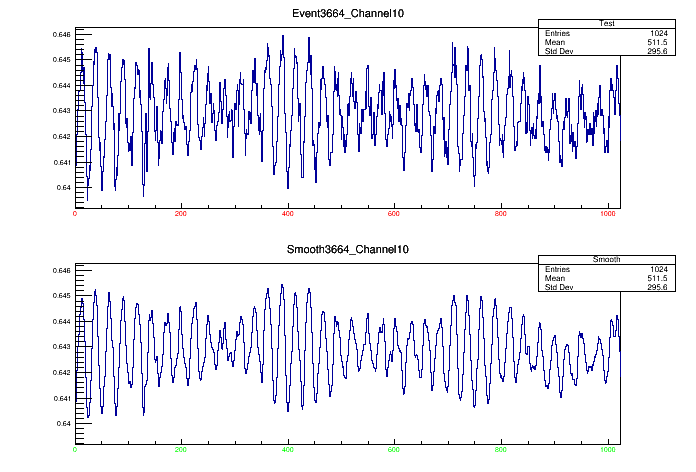 Event3664_Channel10
Test
Entries 1024
Mean 511.5
Std Dev 295.6
0.646
0.645
0.644
0.643
0.642
0.641
0.64
0 200 400 600 800 1000
Smooth3664_Channel10
Smooth
Entries 1024
Mean 511.5
Std Dev 295.6
0.646
0.645
0.644
0.643
0.642
0.641
0.64
0 200 400 600 800 1000